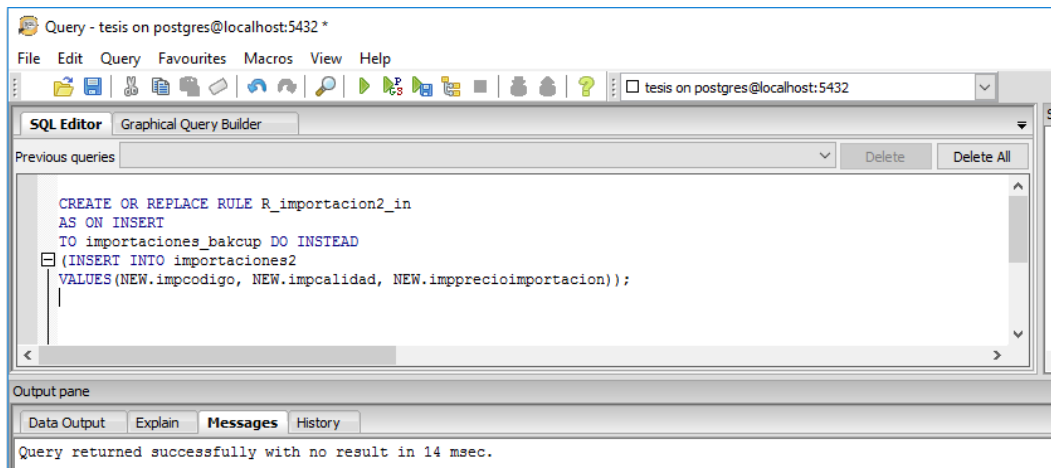 Query - tesis on postgres@localhost:5432 *
File Edit Query Favourites Macros View Help
tesis on postgres@localhost:5432
SQL Editor Graphical Query Builder
Previous queries Delete Delete All
CREATE OR REPLACE RULE R_importacion2_in
AS ON INSERT
TO importaciones_bakcup DO INSTEAD
(INSERT INTO importaciones2
VALUES(NEW.impcodigo, NEW.impcalidad, NEW.impprecioimportacion));
Output pane
Data Output Explain Messages History
Query returned successfully with no result in 14 msec.